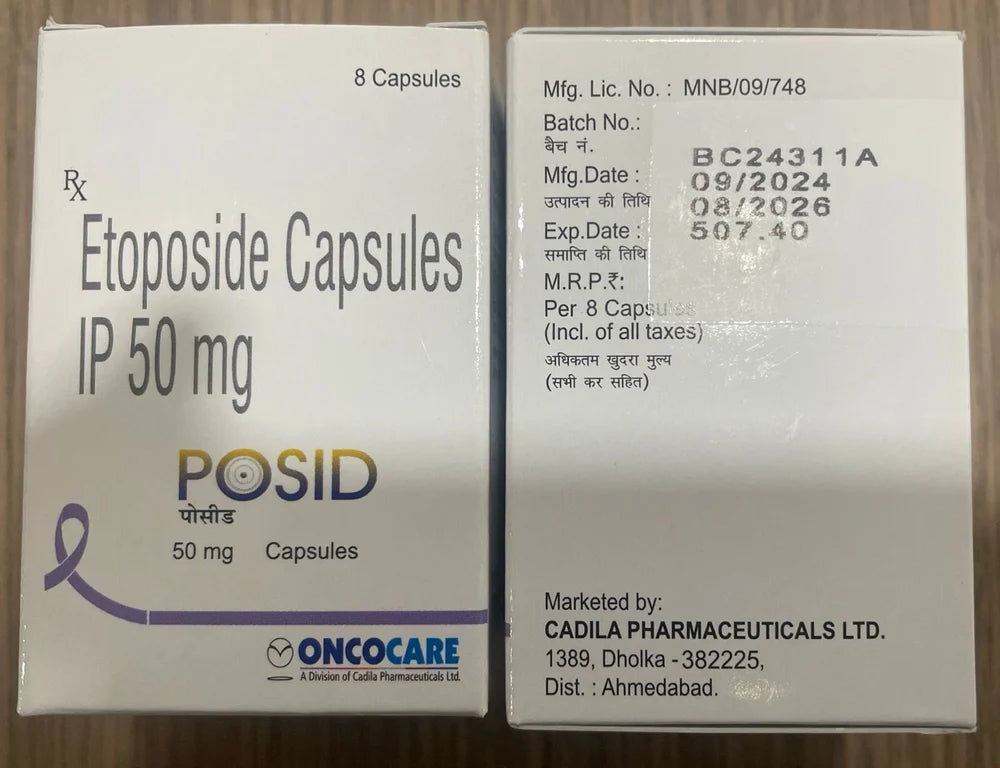 8 Capsules
Rx
Etoposide Capsules
IP 50 mg
POSID
पोसीड
50 mg Capsules
ONCOCARE
A Division of Cadila Pharmaceuticals Ltd.
Mfg. Lic. No. : MNB/09/748
Batch No.:
बैच नं.
BC24311A
Mfg.Date :
09/2024
उत्पादन की तिथि
08/2026
Exp.Date :
507.40
समाप्ति की तिथि
M.R.P.₹:
Per 8 Capsules
(Incl. of all taxes)
अधिकतम खुदरा मुल्य
(सभी कर सहित)
Marketed by:
CADILA PHARMACEUTICALS LTD.
1389, Dholka - 382225,
Dist. : Ahmedabad.